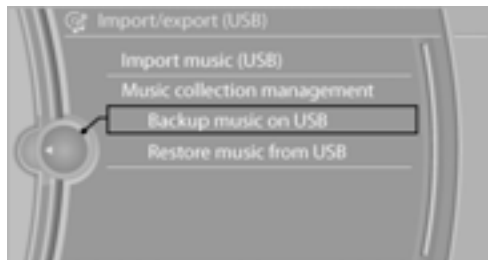 Import/export (USB)
Import music (USB)
Music collection management
Backup music on USB
Restore music from USB